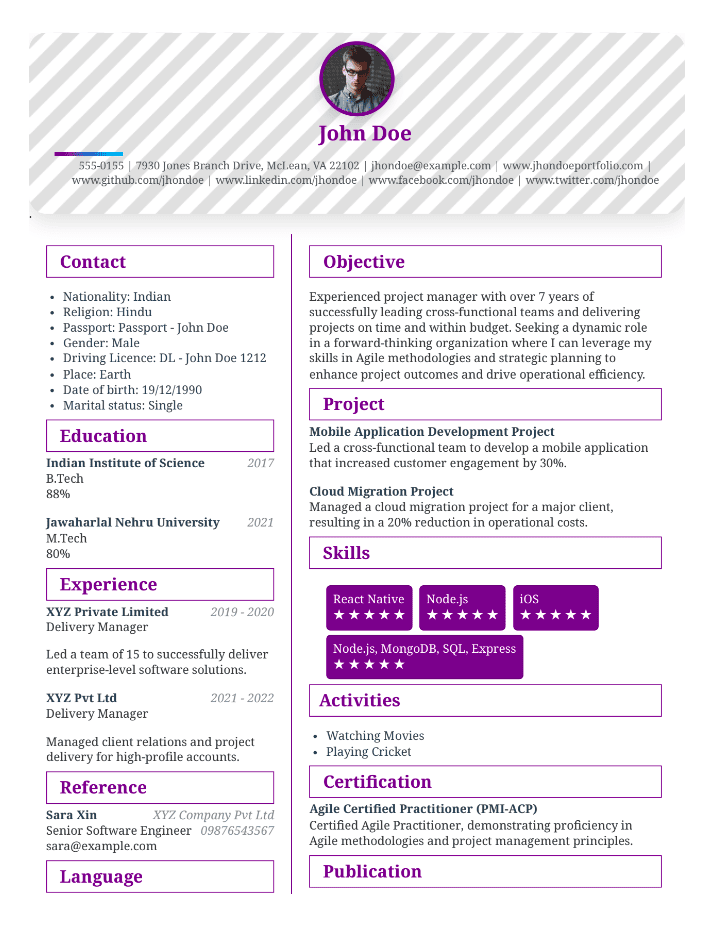 John Doe
555-0155 | 7930 Jones Branch Drive, McLean, VA 22102 | jhondoe@example.com | www.jhondoeportfolio.com |
www.github.com/jhondoe | www.linkedin.com/jhondoe | www.facebook.com/jhondoe | www.twitter.com/jhondoe
.
Contact
• Nationality: Indian
• Religion: Hindu
• Passport: Passport - John Doe
• Gender: Male
• Driving Licence: DL - John Doe 1212
• Place: Earth
• Date of birth: 19/12/1990
• Marital status: Single
Education
Indian Institute of Science 2017
B.Tech
88%
Jawaharlal Nehru University 2021
M.Tech
80%
Experience
XYZ Private Limited 2019 - 2020
Delivery Manager
Led a team of 15 to successfully deliver
enterprise-level software solutions.
XYZ Pvt Ltd 2021 - 2022
Delivery Manager
Managed client relations and project
delivery for high-profile accounts.
Reference
Sara Xin XYZ Company Pvt Ltd
Senior Software Engineer 09876543567
sara@example.com
Language
Objective
Experienced project manager with over 7 years of
successfully leading cross-functional teams and delivering
projects on time and within budget. Seeking a dynamic role
in a forward-thinking organization where I can leverage my
skills in Agile methodologies and strategic planning to
enhance project outcomes and drive operational efficiency.
Project
Mobile Application Development Project
Led a cross-functional team to develop a mobile application
that increased customer engagement by 30%.
Cloud Migration Project
Managed a cloud migration project for a major client,
resulting in a 20% reduction in operational costs.
Skills
React Native
★★★★★
Node.js
★★★★★
iOS
★★★★★
Node.js, MongoDB, SQL, Express
★★★★★
Activities
• Watching Movies
• Playing Cricket
Certification
Agile Certified Practitioner (PMI-ACP)
Certified Agile Practitioner, demonstrating proficiency in
Agile methodologies and project management principles.
Publication